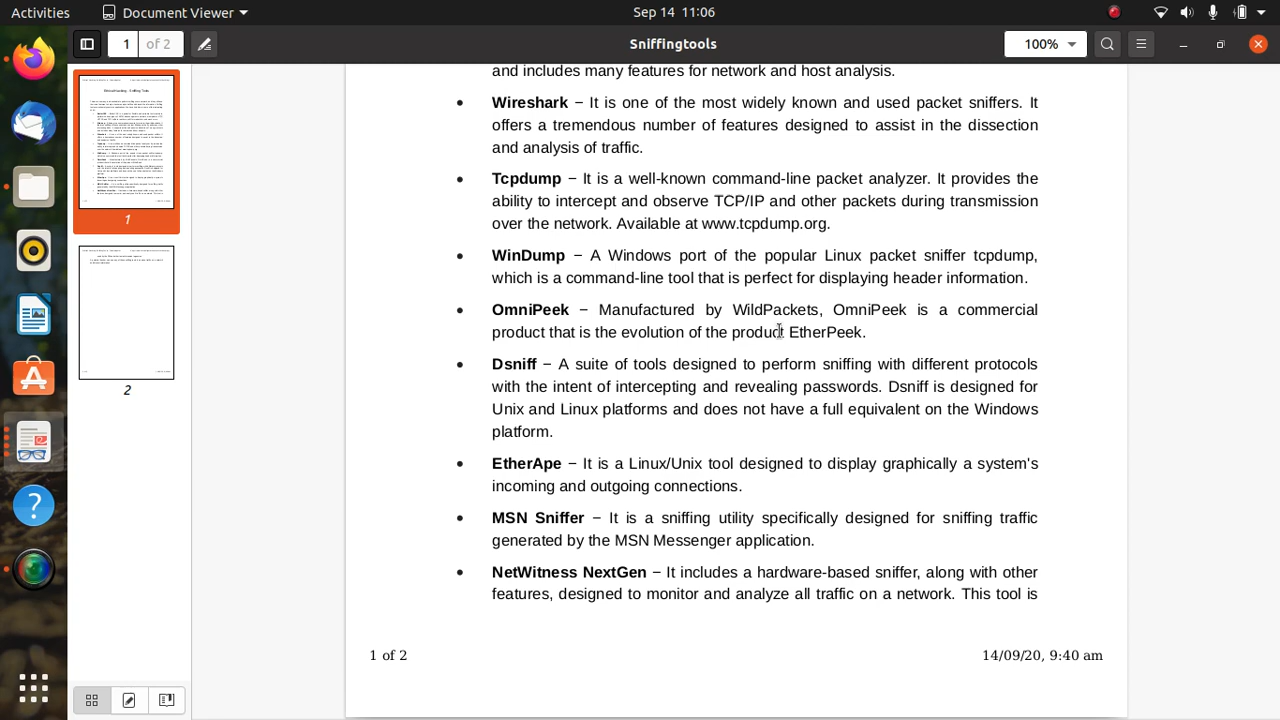 Activities
Document Viewer
Sep 14 11:06
1 of 2
Sniffingtools
100%
and includes many features for network and its analysis.
Wireshark − It is one of the most widely known and used packet sniffers. It
offers a tremendous number of features designed to assist in the dissection
and analysis of traffic.
Tcpdump − It is a well-known command-line packet analyzer. It provides the
ability to intercept and observe TCP/IP and other packets during transmission
over the network. Available at www.tcpdump.org.
Windump − A Windows port of the popular Linux packet sniffer tcpdump,
which is a command-line tool that is perfect for displaying header information.
OmniPeek − Manufactured by WildPackets, OmniPeek is a commercial
product that is the evolution of the product EtherPeek.
Dsniff − A suite of tools designed to perform sniffing with different protocols
with the intent of intercepting and revealing passwords. Dsniff is designed for
Unix and Linux platforms and does not have a full equivalent on the Windows
platform.
EtherApe − It is a Linux/Unix tool designed to display graphically a system's
incoming and outgoing connections.
MSN Sniffer − It is a sniffing utility specifically designed for sniffing traffic
generated by the MSN Messenger application.
NetWitness NextGen − It includes a hardware-based sniffer, along with other
features, designed to monitor and analyze all traffic on a network. This tool is
1 of 2
14/09/20, 9:40 am
1
2